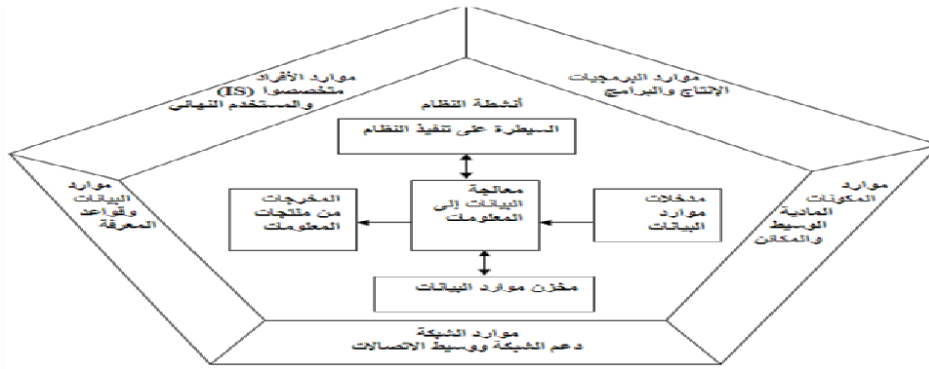 موارد البرمجيات
الإنتاج والبرامج
موارد الأفراد
متخصصوا (IS)
والمستخدم النهائي
أنشطة النظام
السيطرة على تنفيذ النظام
موارد
المكونات
المادية
الوسيط
والمكائن
مدخلات
موارد
البيانات
معالجة
البيانات إلى
المعلومات
المخرجات
من منتجات
المعلومات
موارد
البيانات
وقواعد
المعرفة
مخزن موارد البيانات
موارد الشبكة
دعم الشبكة ووسيط الاتصالات